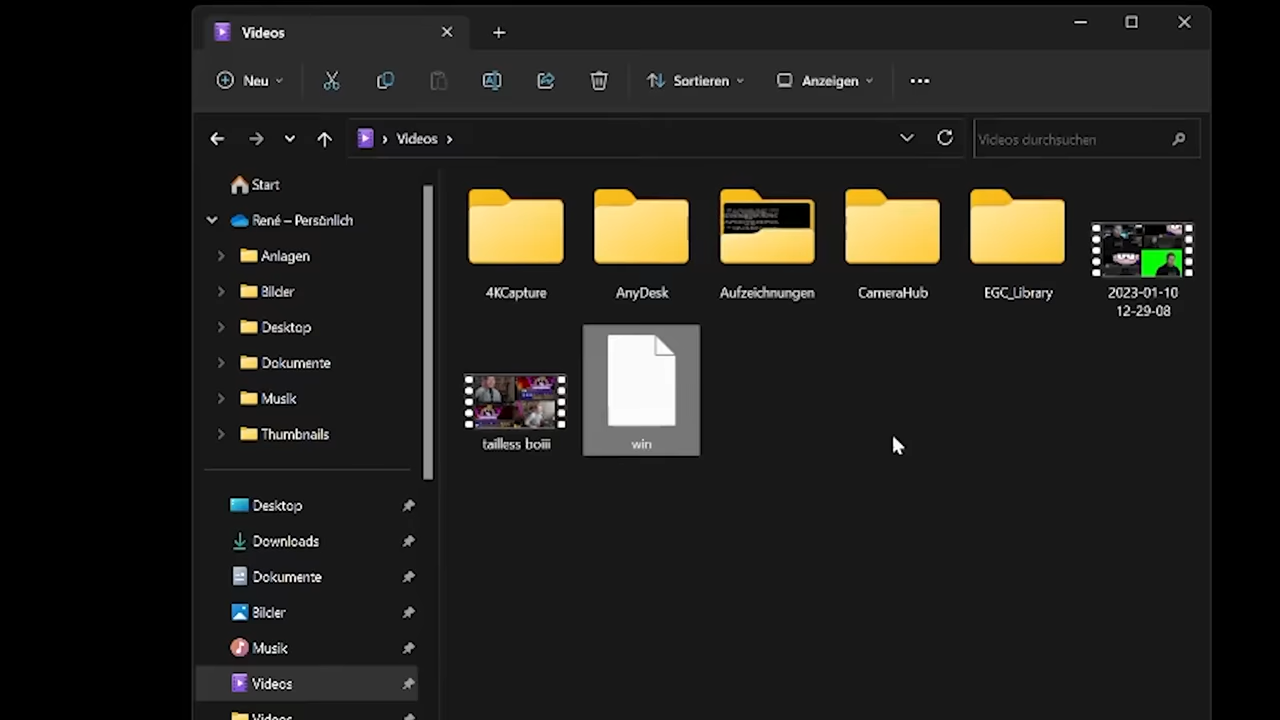 Videos
Neu
Sortieren
Anzeigen
Videos
Videos durchsuchen
Start
René – Persönlich
Anlagen
Bilder
Desktop
Dokumente
Musik
Thumbnails
Desktop
Downloads
Dokumente
Bilder
Musik
Videos
Videos
4KCapture
AnyDesk
Aufzeichnungen
CameraHub
EGC_Library
2023-01-10
12-29-08
tailless boiii
win